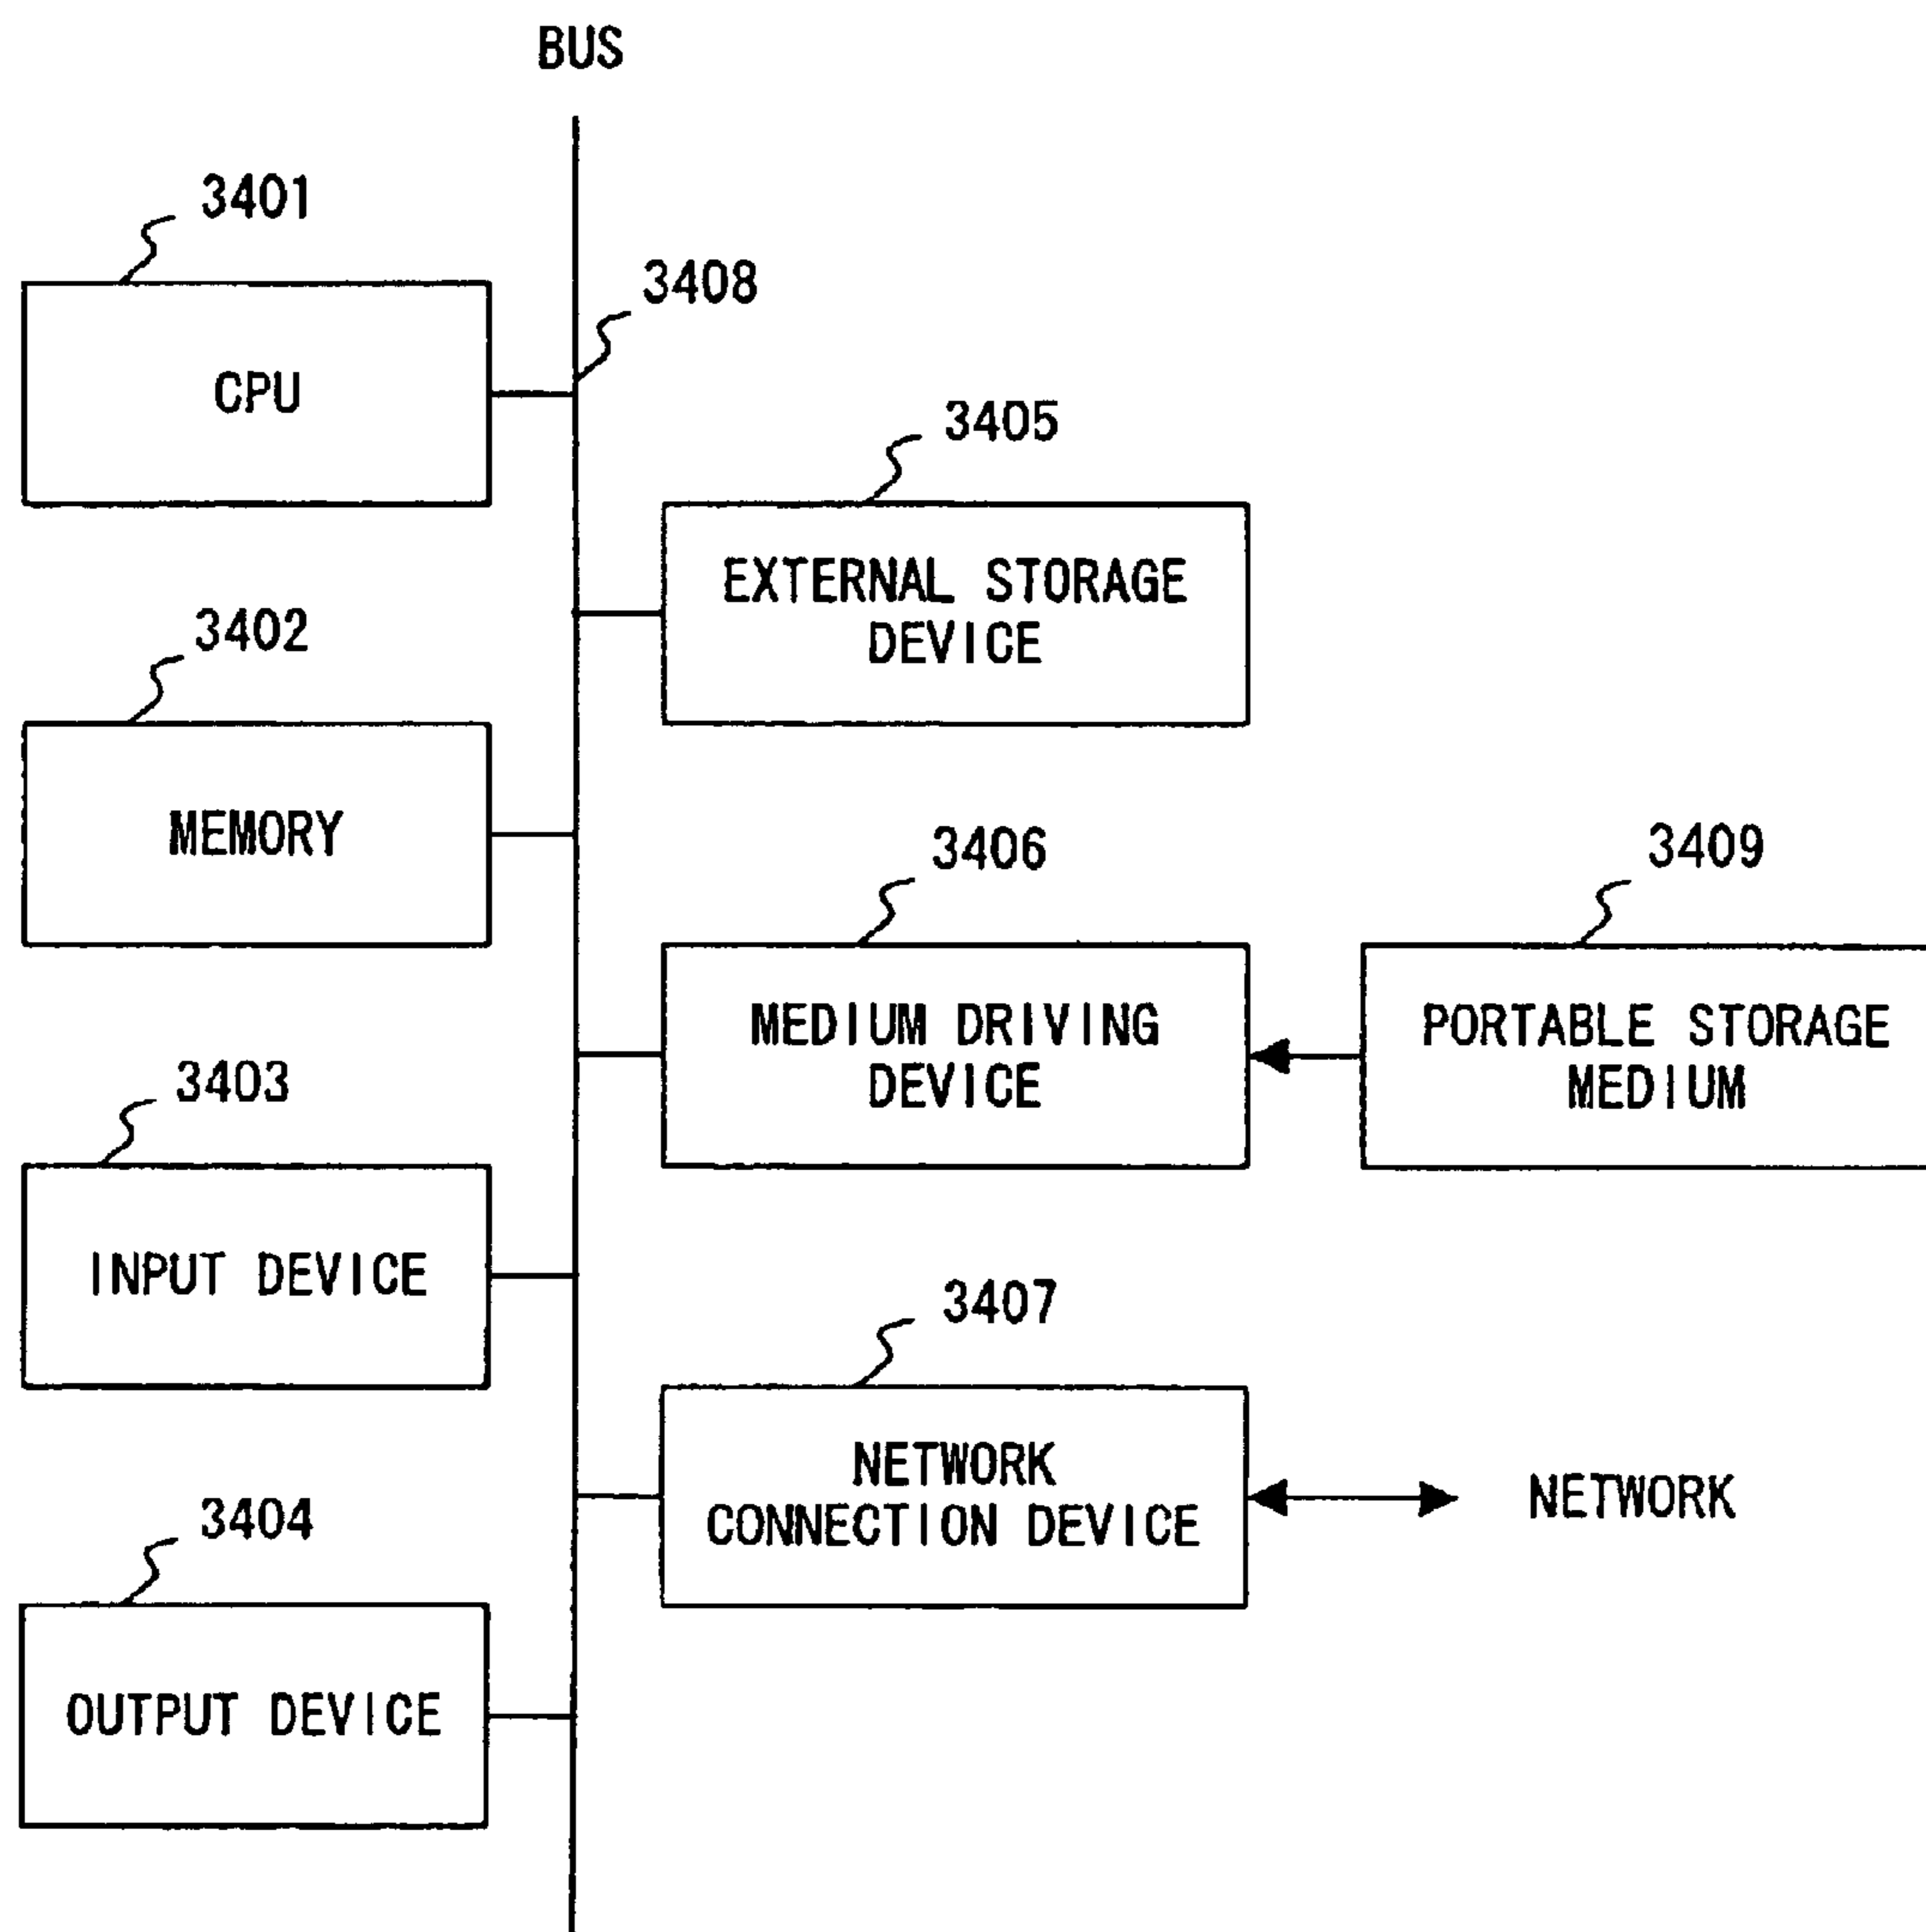 BUS
3401
CPU
3408
3405
EXTERNAL STORAGE
DEVICE
3402
MEMORY
3406
MEDIUM DRIVING
DEVICE
3409
PORTABLE STORAGE
MEDIUM
3403
INPUT DEVICE
3407
NETWORK
CONNECTION DEVICE
NETWORK
3404
OUTPUT DEVICE